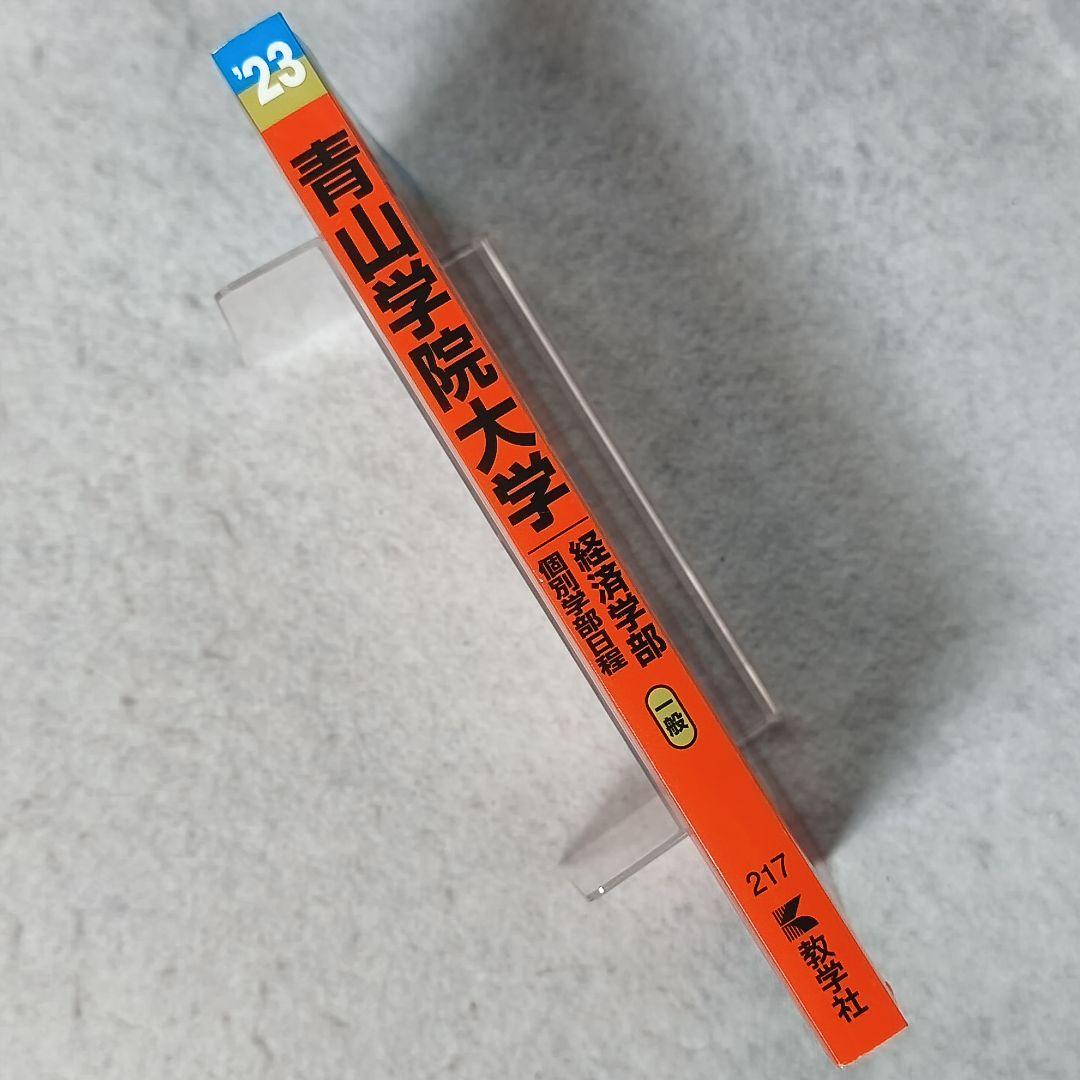 '23
青山学院大学
経済学部
個別学部日程
一般
217
教学社